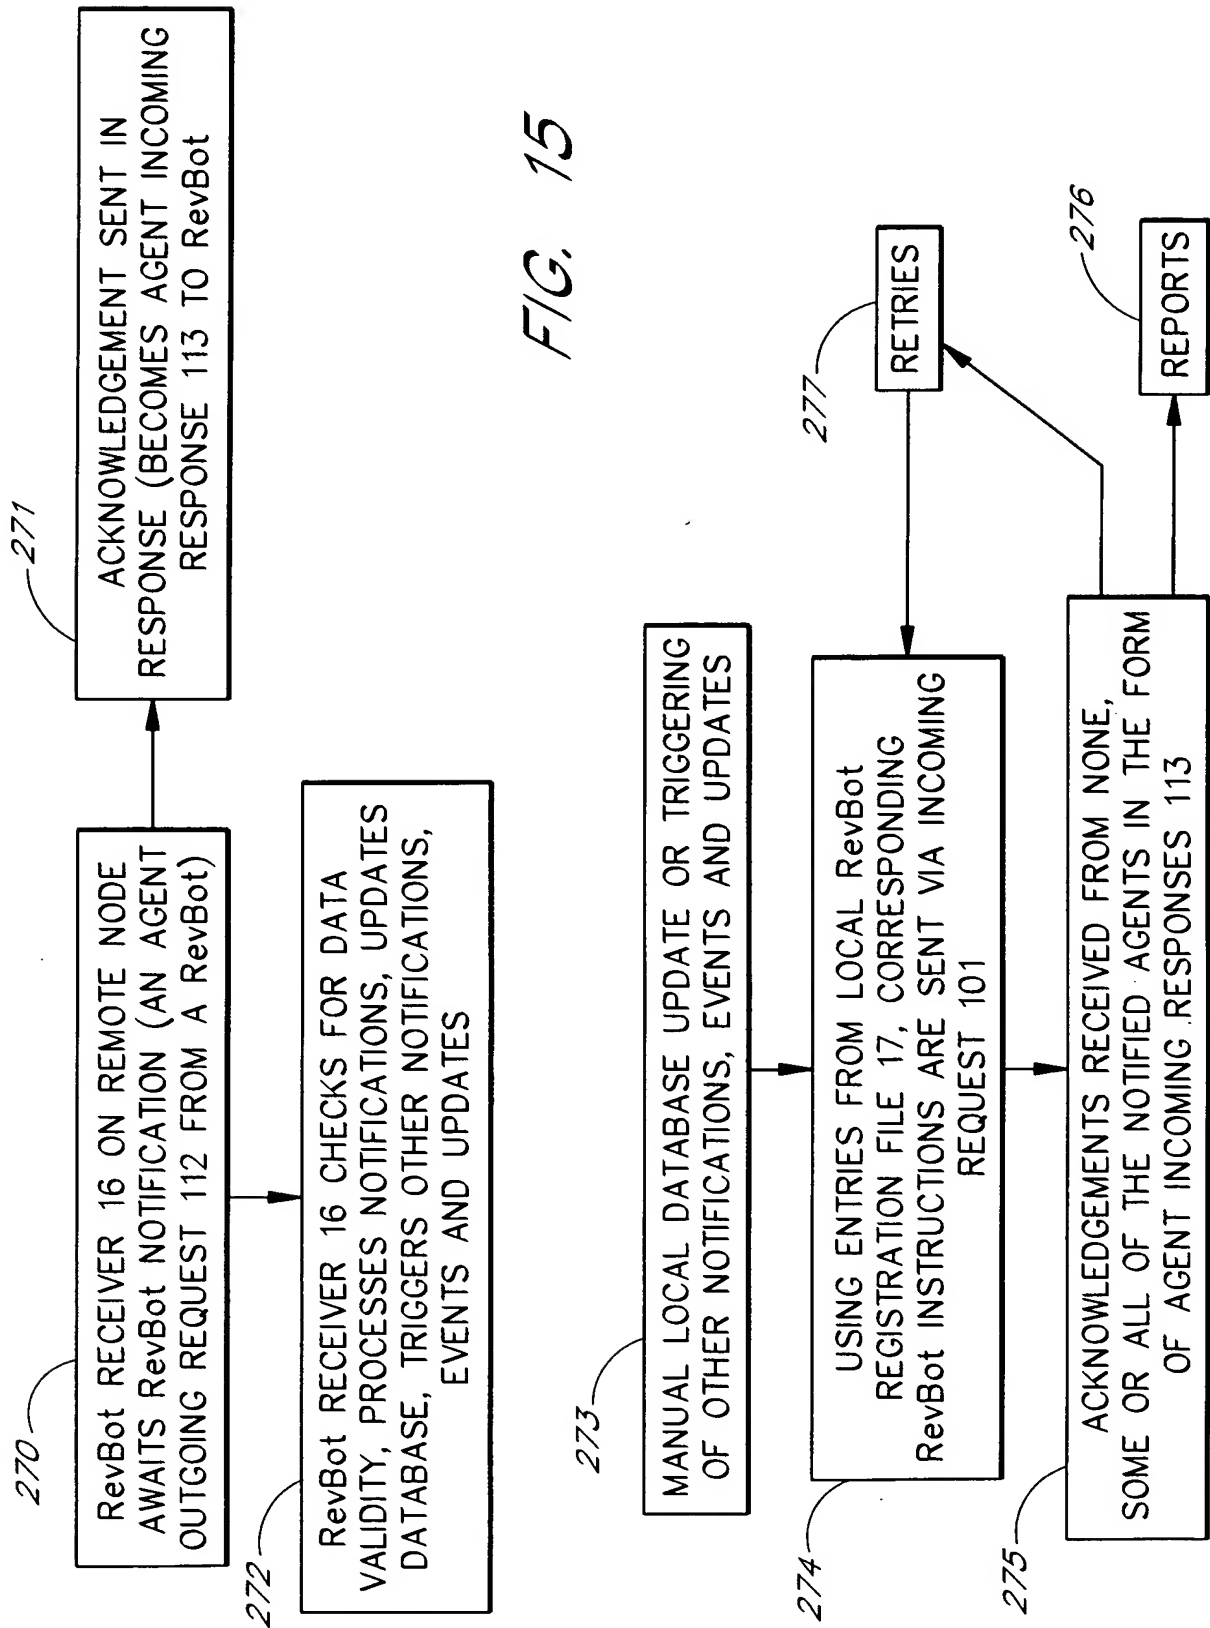 270
RevBot RECEIVER 16 ON REMOTE NODE
AWAITS RevBot NOTIFICATION (AN AGENT
OUTGOING REQUEST 112 FROM A RevBot)
271
ACKNOWLEDGEMENT SENT IN
RESPONSE (BECOMES AGENT INCOMING
RESPONSE 113 TO RevBot
272
RevBot RECEIVER 16 CHECKS FOR DATA
VALIDITY, PROCESSES NOTIFICATIONS, UPDATES
DATABASE, TRIGGERS OTHER NOTIFICATIONS,
EVENTS AND UPDATES
FIG. 15
273
MANUAL LOCAL DATABASE UPDATE OR TRIGGERING
OF OTHER NOTIFICATIONS, EVENTS AND UPDATES
274
USING ENTRIES FROM LOCAL RevBot
REGISTRATION FILE 17, CORRESPONDING
RevBot INSTRUCTIONS ARE SENT VIA INCOMING
REQUEST 101
277
RETRIES
275
ACKNOWLEDGEMENTS RECEIVED FROM NONE,
SOME OR ALL OF THE NOTIFIED AGENTS IN THE FORM
OF AGENT INCOMING RESPONSES 113
276
REPORTS